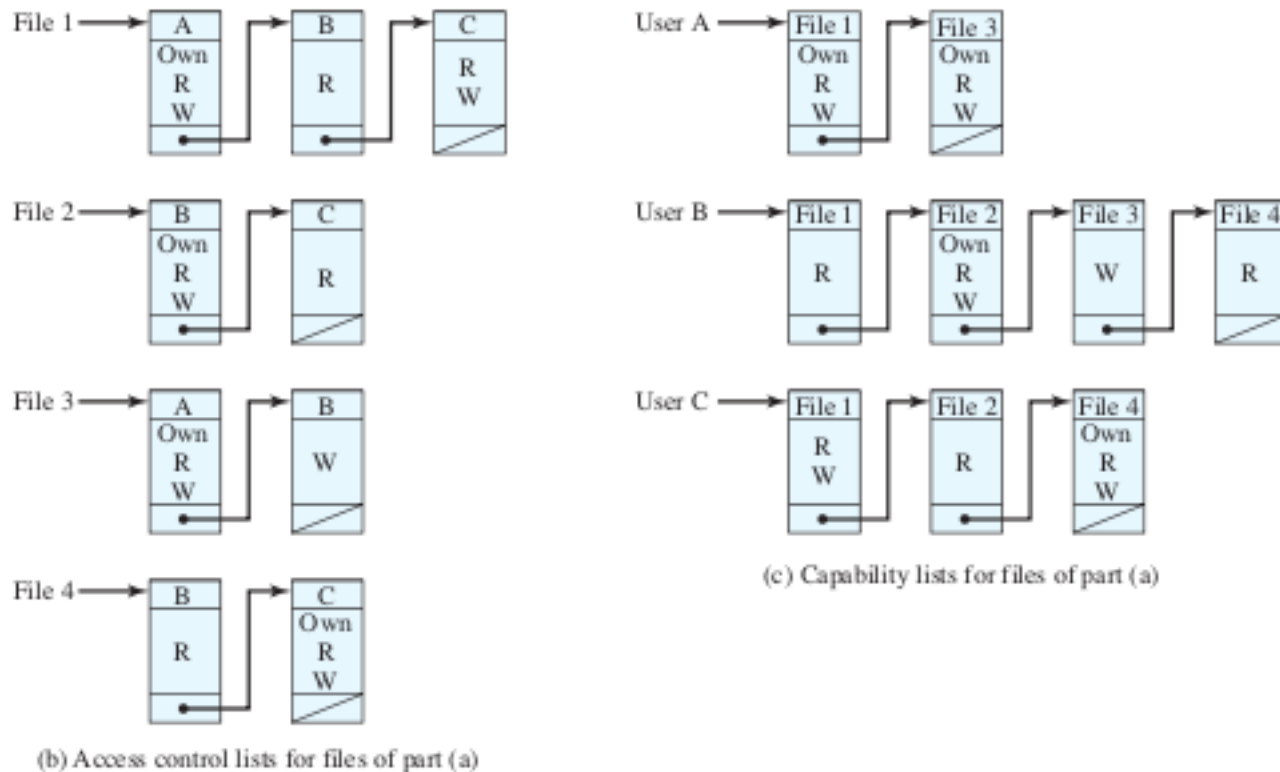 File 1
A
Own
R
W
B
R
C
R
W
File 2
B
Own
R
W
C
R
File 3
A
Own
R
W
B
W
File 4
B
R
C
Own
R
W
(b) Access control lists for files of part (a)
User A
File 1
Own
R
W
File 3
Own
R
W
User B
File 1
R
File 2
Own
R
W
File 3
W
File 4
R
User C
File 1
R
W
File 2
R
File 4
Own
R
W
(c) Capability lists for files of part (a)